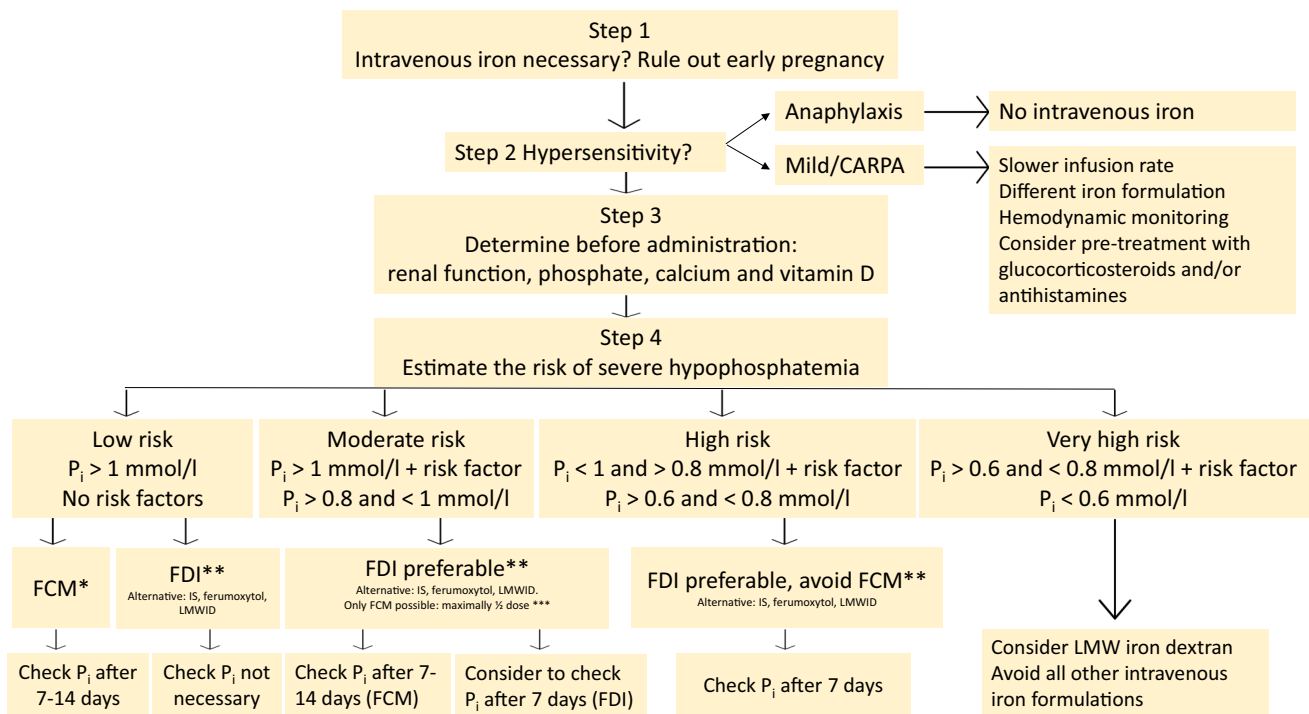 Step 1
Intravenous iron necessary? Rule out early pregnancy
Step 2 Hypersensitivity?
Anaphylaxis
No intravenous iron
Mild/CARPA
Slower infusion rate
Different iron formulation
Hemodynamic monitoring
Consider pre-treatment with
glucocorticosteroids and/or
antihistamines
Step 3
Determine before administration:
renal function, phosphate, calcium and vitamin D
Step 4
Estimate the risk of severe hypophosphatemia
Low risk
Pi > 1 mmol/l
No risk factors
Moderate risk
Pi > 1 mmol/l + risk factor
Pi > 0.8 and < 1 mmol/l
High risk
Pi < 1 and > 0.8 mmol/l + risk factor
Pi > 0.6 and < 0.8 mmol/l
Very high risk
Pi > 0.6 and < 0.8 mmol/l + risk factor
Pi < 0.6 mmol/l
FCM*
FDI**
Alternative: IS, ferumoxytol,
LMWID
FDI preferable**
Alternative: IS, ferumoxytol, LMWID.
Only FCM possible: maximally ½ dose ***
FDI preferable, avoid FCM**
Alternative: IS, ferumoxytol, LMWID
Check Pi after
7-14 days
Check Pi not
necessary
Check Pi after 7-
14 days (FCM)
Consider to check
Pi after 7 days (FDI)
Check Pi after 7 days
Consider LMW iron dextran
Avoid all other intravenous
iron formulations